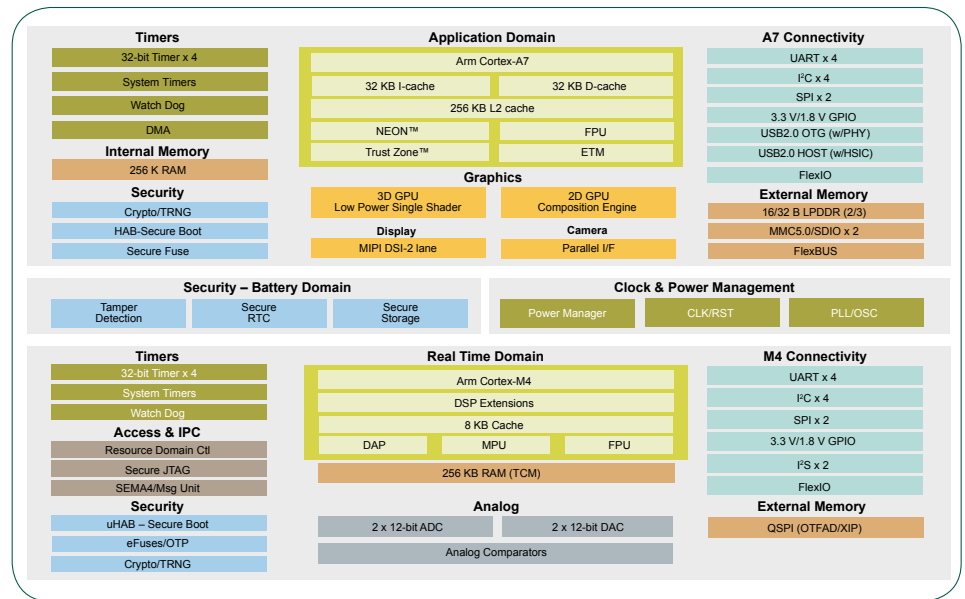 Timers
32-bit Timer x 4
System Timers
Watch Dog
DMA
Internal Memory
256 K RAM
Security
Crypto/TRNG
HAB-Secure Boot
Secure Fuse
Application Domain
Arm Cortex-A7
32 KB I-cache
32 KB D-cache
256 KB L2 cache
NEON™
FPU
Trust Zone™
ETM
Graphics
3D GPU
Low Power Single Shader
2D GPU
Composition Engine
Display
MIPI DSI-2 lane
Camera
Parallel I/F
A7 Connectivity
UART x 4
I²C x 4
SPI x 2
3.3 V/1.8 V GPIO
USB2.0 OTG (w/PHY)
USB2.0 HOST (w/HSIC)
FlexIO
External Memory
16/32 B LPDDR (2/3)
MMC5.0/SDIO x 2
FlexBUS
Security – Battery Domain
Tamper
Detection
Secure
RTC
Secure
Storage
Clock & Power Management
Power Manager
CLK/RST
PLL/OSC
Timers
32-bit Timer x 4
System Timers
Watch Dog
Access & IPC
Resource Domain Ctl
Secure JTAG
SEMA4/Msg Unit
Security
uHAB – Secure Boot
eFuses/OTP
Crypto/TRNG
Real Time Domain
Arm Cortex-M4
DSP Extensions
8 KB Cache
DAP
MPU
FPU
256 KB RAM (TCM)
Analog
2 x 12-bit ADC
2 x 12-bit DAC
Analog Comparators
M4 Connectivity
UART x 4
I²C x 4
SPI x 2
3.3 V/1.8 V GPIO
I²S x 2
FlexIO
External Memory
QSPI (OTFAD/XIP)